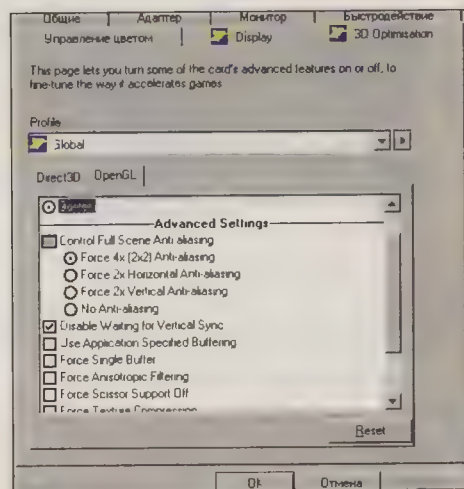 Общие Адаптер Монитор Быстродействие
Управление цветом Display 3D Optimisation
This page lets you turn some of the card's advanced features on or off, to
fine-tune the way it accelerates games
Profile
Global
Direct3D OpenGL
Advanced Settings
Control Full Scene Anti-aliasing
Force 4x (2x2) Anti-aliasing
Force 2x Horizontal Anti-aliasing
Force 2x Vertical Anti-aliasing
No Anti-aliasing
Disable Waiting for Vertical Sync
Use Application Specified Buffering
Force Single Buffer
Force Anisotropic Filtering
Force Scissor Support Off
Force Texture Compression
Reset
OK Отмена